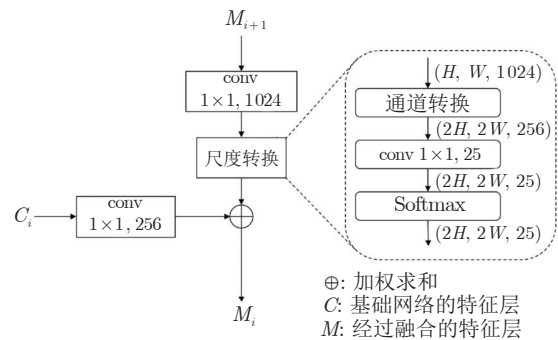 M_{i+1}
conv
1×1, 1024
尺度转换
C_i
conv
1×1, 256
M_i
(H, W, 1024)
通道转换
(2H, 2W, 256)
conv 1×1, 25
(2H, 2W, 25)
Softmax
(2H, 2W, 25)
⊕: 加权求和
C: 基础网络的特征层
M: 经过融合的特征层